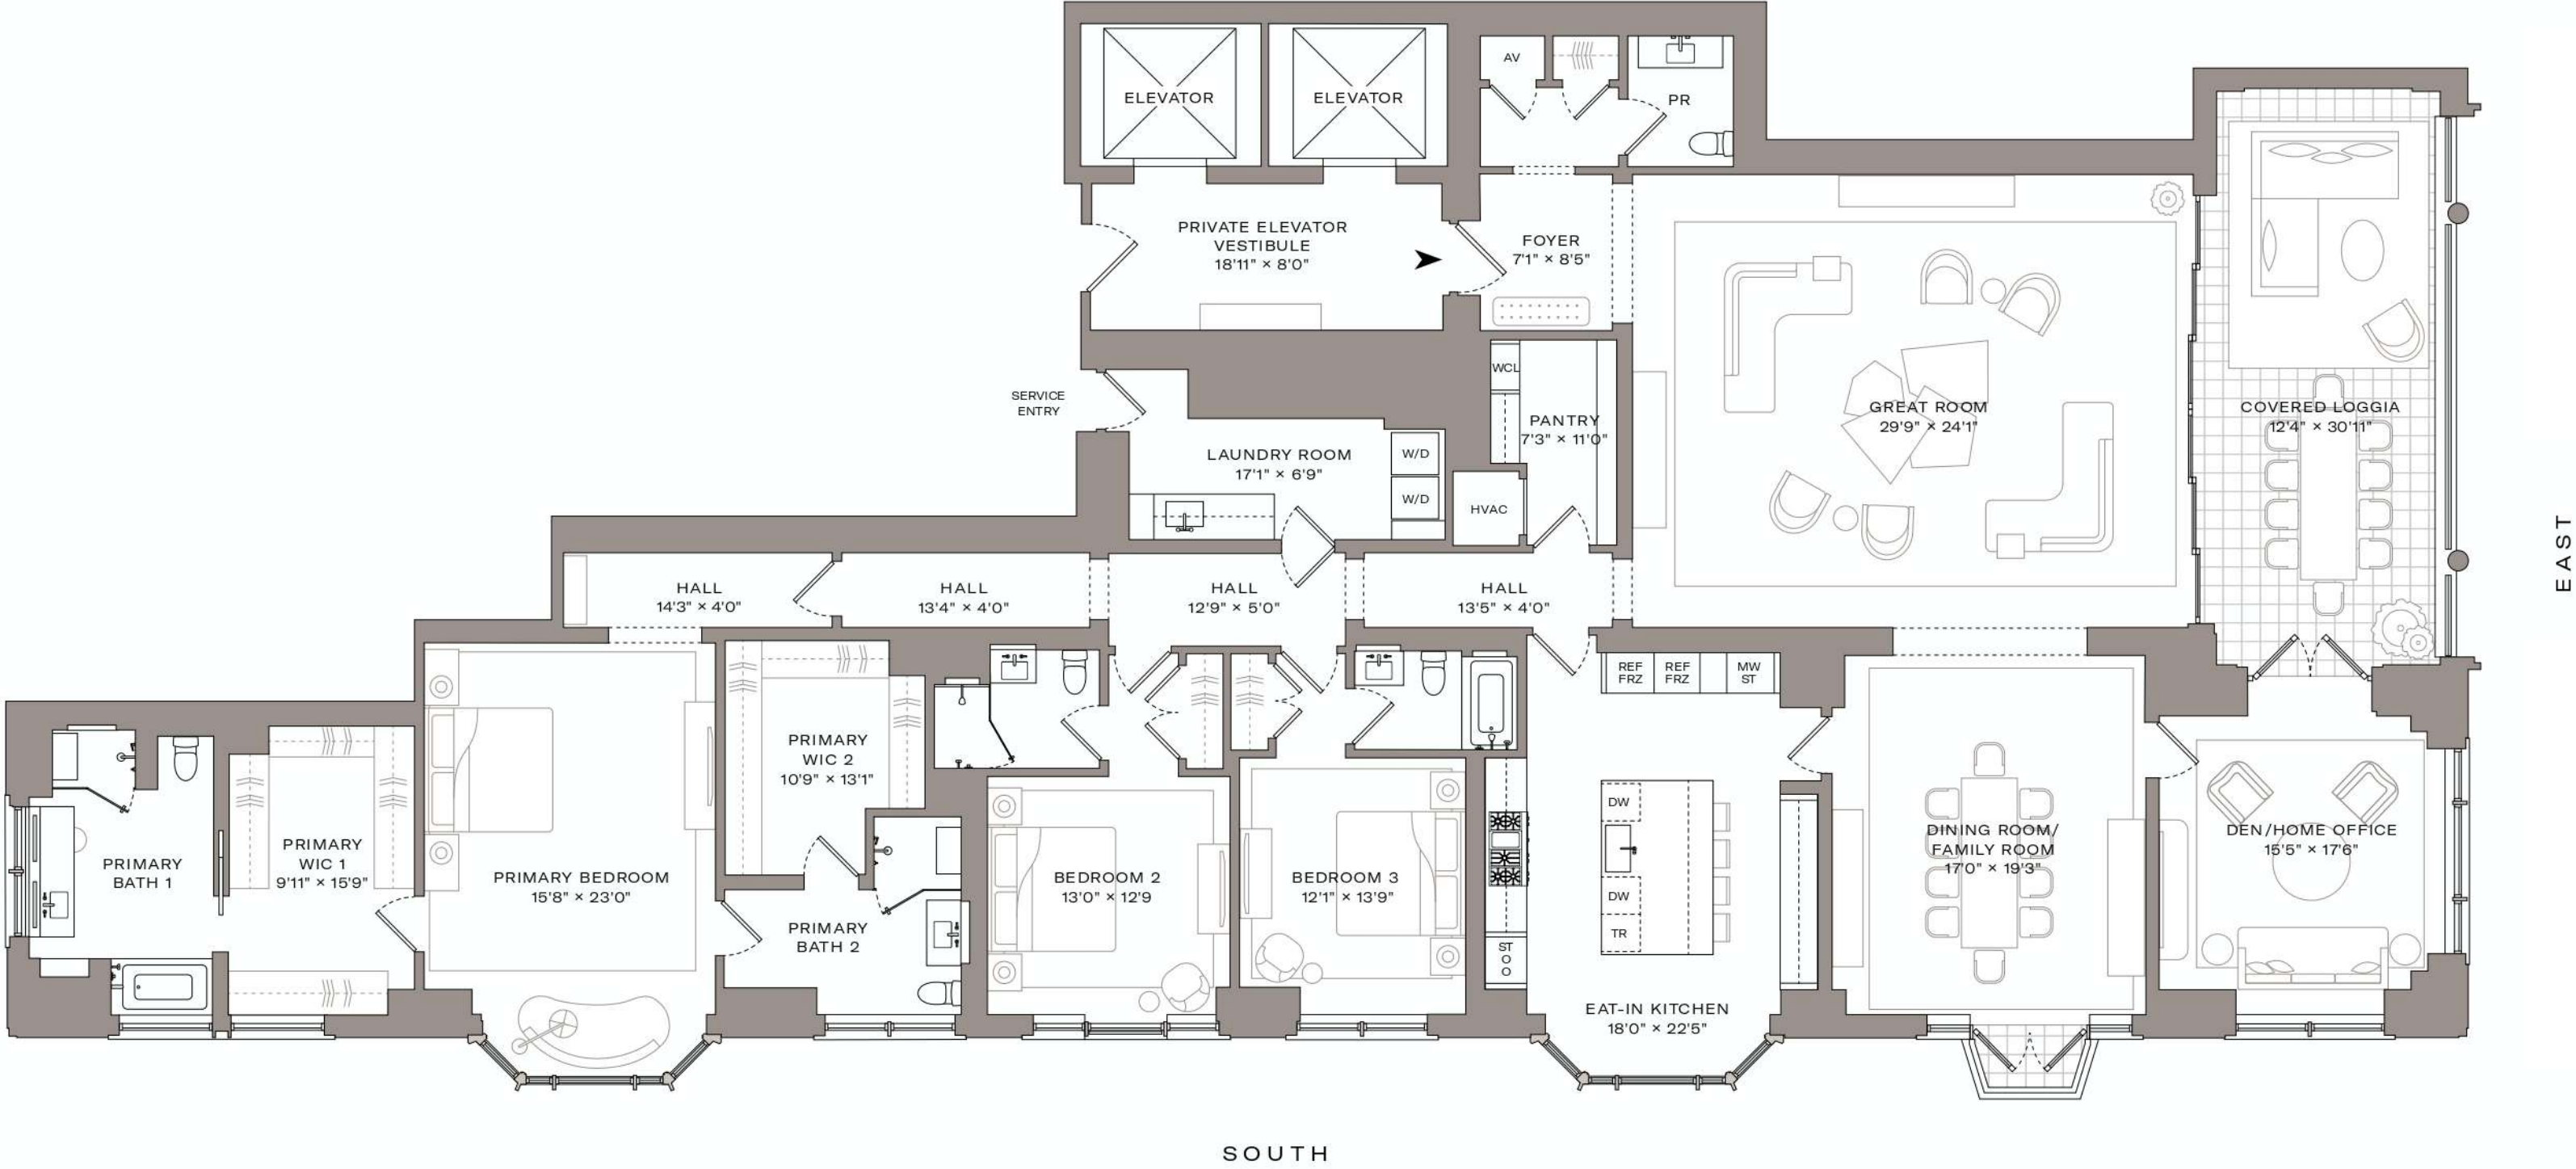 ELEVATOR
ELEVATOR
AV
PR
PRIVATE ELEVATOR
VESTIBULE
18'11" × 8'0"
FOYER
7'1" × 8'5"
SERVICE
ENTRY
WCL
PANTRY
7'3" × 11'0"
GREAT ROOM
29'9" × 24'1"
COVERED LOGGIA
12'4" × 30'11"
LAUNDRY ROOM
17'1" × 6'9"
W/D
W/D
HVAC
EAST
HALL
14'3" × 4'0"
HALL
13'4" × 4'0"
HALL
12'9" × 5'0"
HALL
13'5" × 4'0"
REF
FRZ
REF
FRZ
MW
ST
PRIMARY
BATH 1
PRIMARY
WIC 1
9'11" × 15'9"
PRIMARY BEDROOM
15'8" × 23'0"
PRIMARY
WIC 2
10'9" × 13'1"
PRIMARY
BATH 2
BEDROOM 2
13'0" × 12'9
BEDROOM 3
12'1" × 13'9"
ST
O
O
DW
DW
TR
EAT-IN KITCHEN
18'0" × 22'5"
DINING ROOM/
FAMILY ROOM
17'0" × 19'3"
DEN/HOME OFFICE
15'5" × 17'6"
SOUTH